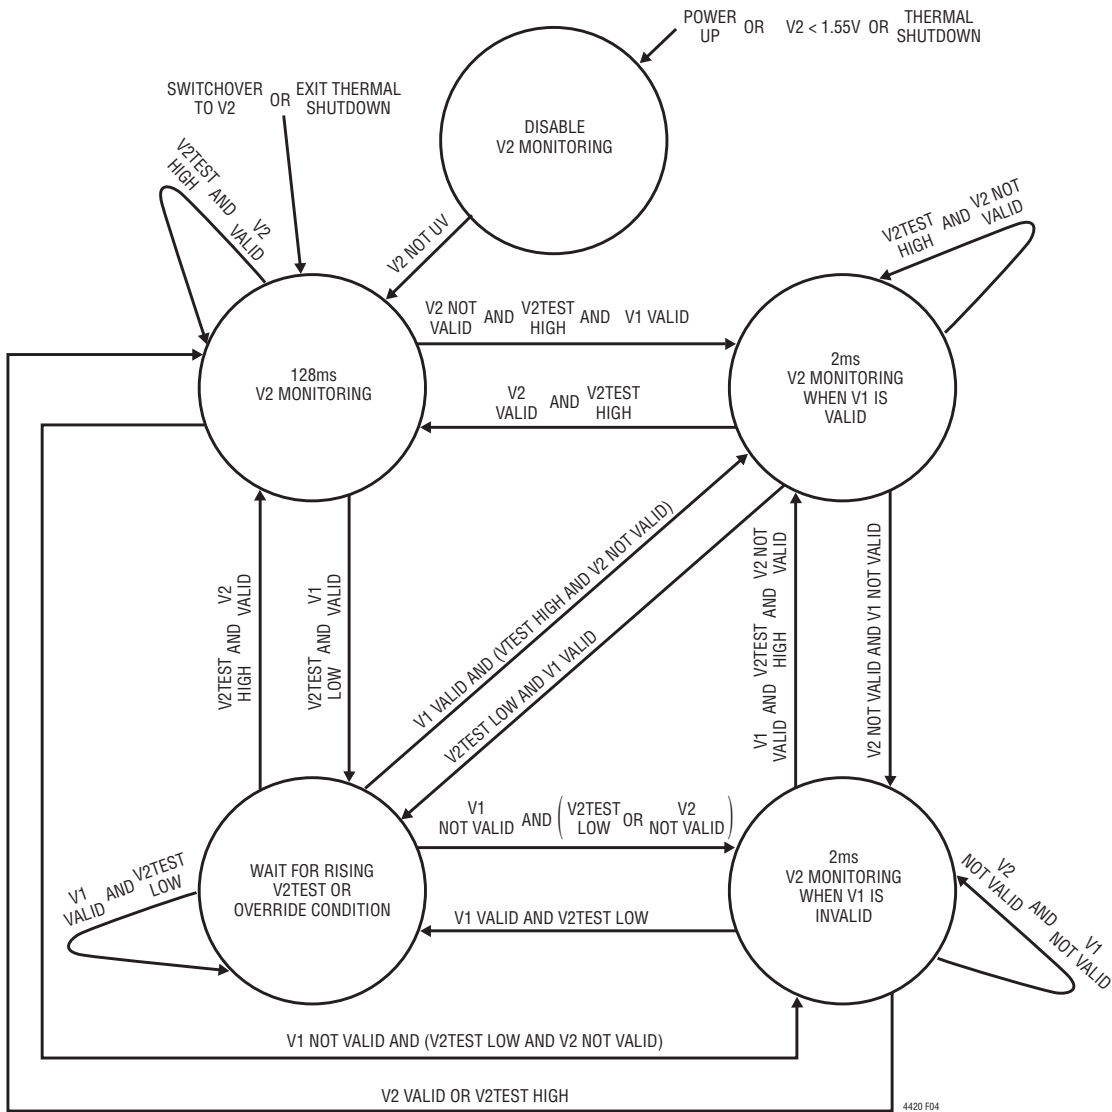 POWER
UP
OR
V2 < 1.55V OR
THERMAL
SHUTDOWN
SWITCHOVER
TO V2
OR
EXIT THERMAL
SHUTDOWN
DISABLE
V2 MONITORING
V2TEST
HIGH
AND
V2
VALID
V2 NOT UV
V2TEST
HIGH
AND
V2 NOT
VALID
V2 NOT
VALID
AND
V2TEST
HIGH
AND
V1 VALID
128ms
V2 MONITORING
2ms
V2 MONITORING
WHEN V1 IS
VALID
V2
VALID
AND
V2TEST
HIGH
V2TEST
HIGH
AND
V2
VALID
V2TEST
LOW
AND
V1
VALID
V1 VALID AND (VTEST HIGH AND V2 NOT VALID)
V2TEST LOW AND V1 VALID
V1
VALID
AND
V2TEST
HIGH
AND
V2 NOT
VALID
V2 NOT VALID AND V1 NOT VALID
V1
NOT VALID
AND
(V2TEST
LOW
OR
V2
NOT VALID)
WAIT FOR RISING
V2TEST OR
OVERRIDE CONDITION
2ms
V2 MONITORING
WHEN V1 IS
INVALID
V1
VALID
AND
V2TEST
LOW
V1 VALID AND V2TEST LOW
V2
NOT VALID
AND
V1
NOT VALID
V1 NOT VALID AND (V2TEST LOW AND V2 NOT VALID)
V2 VALID OR V2TEST HIGH
4420 F04